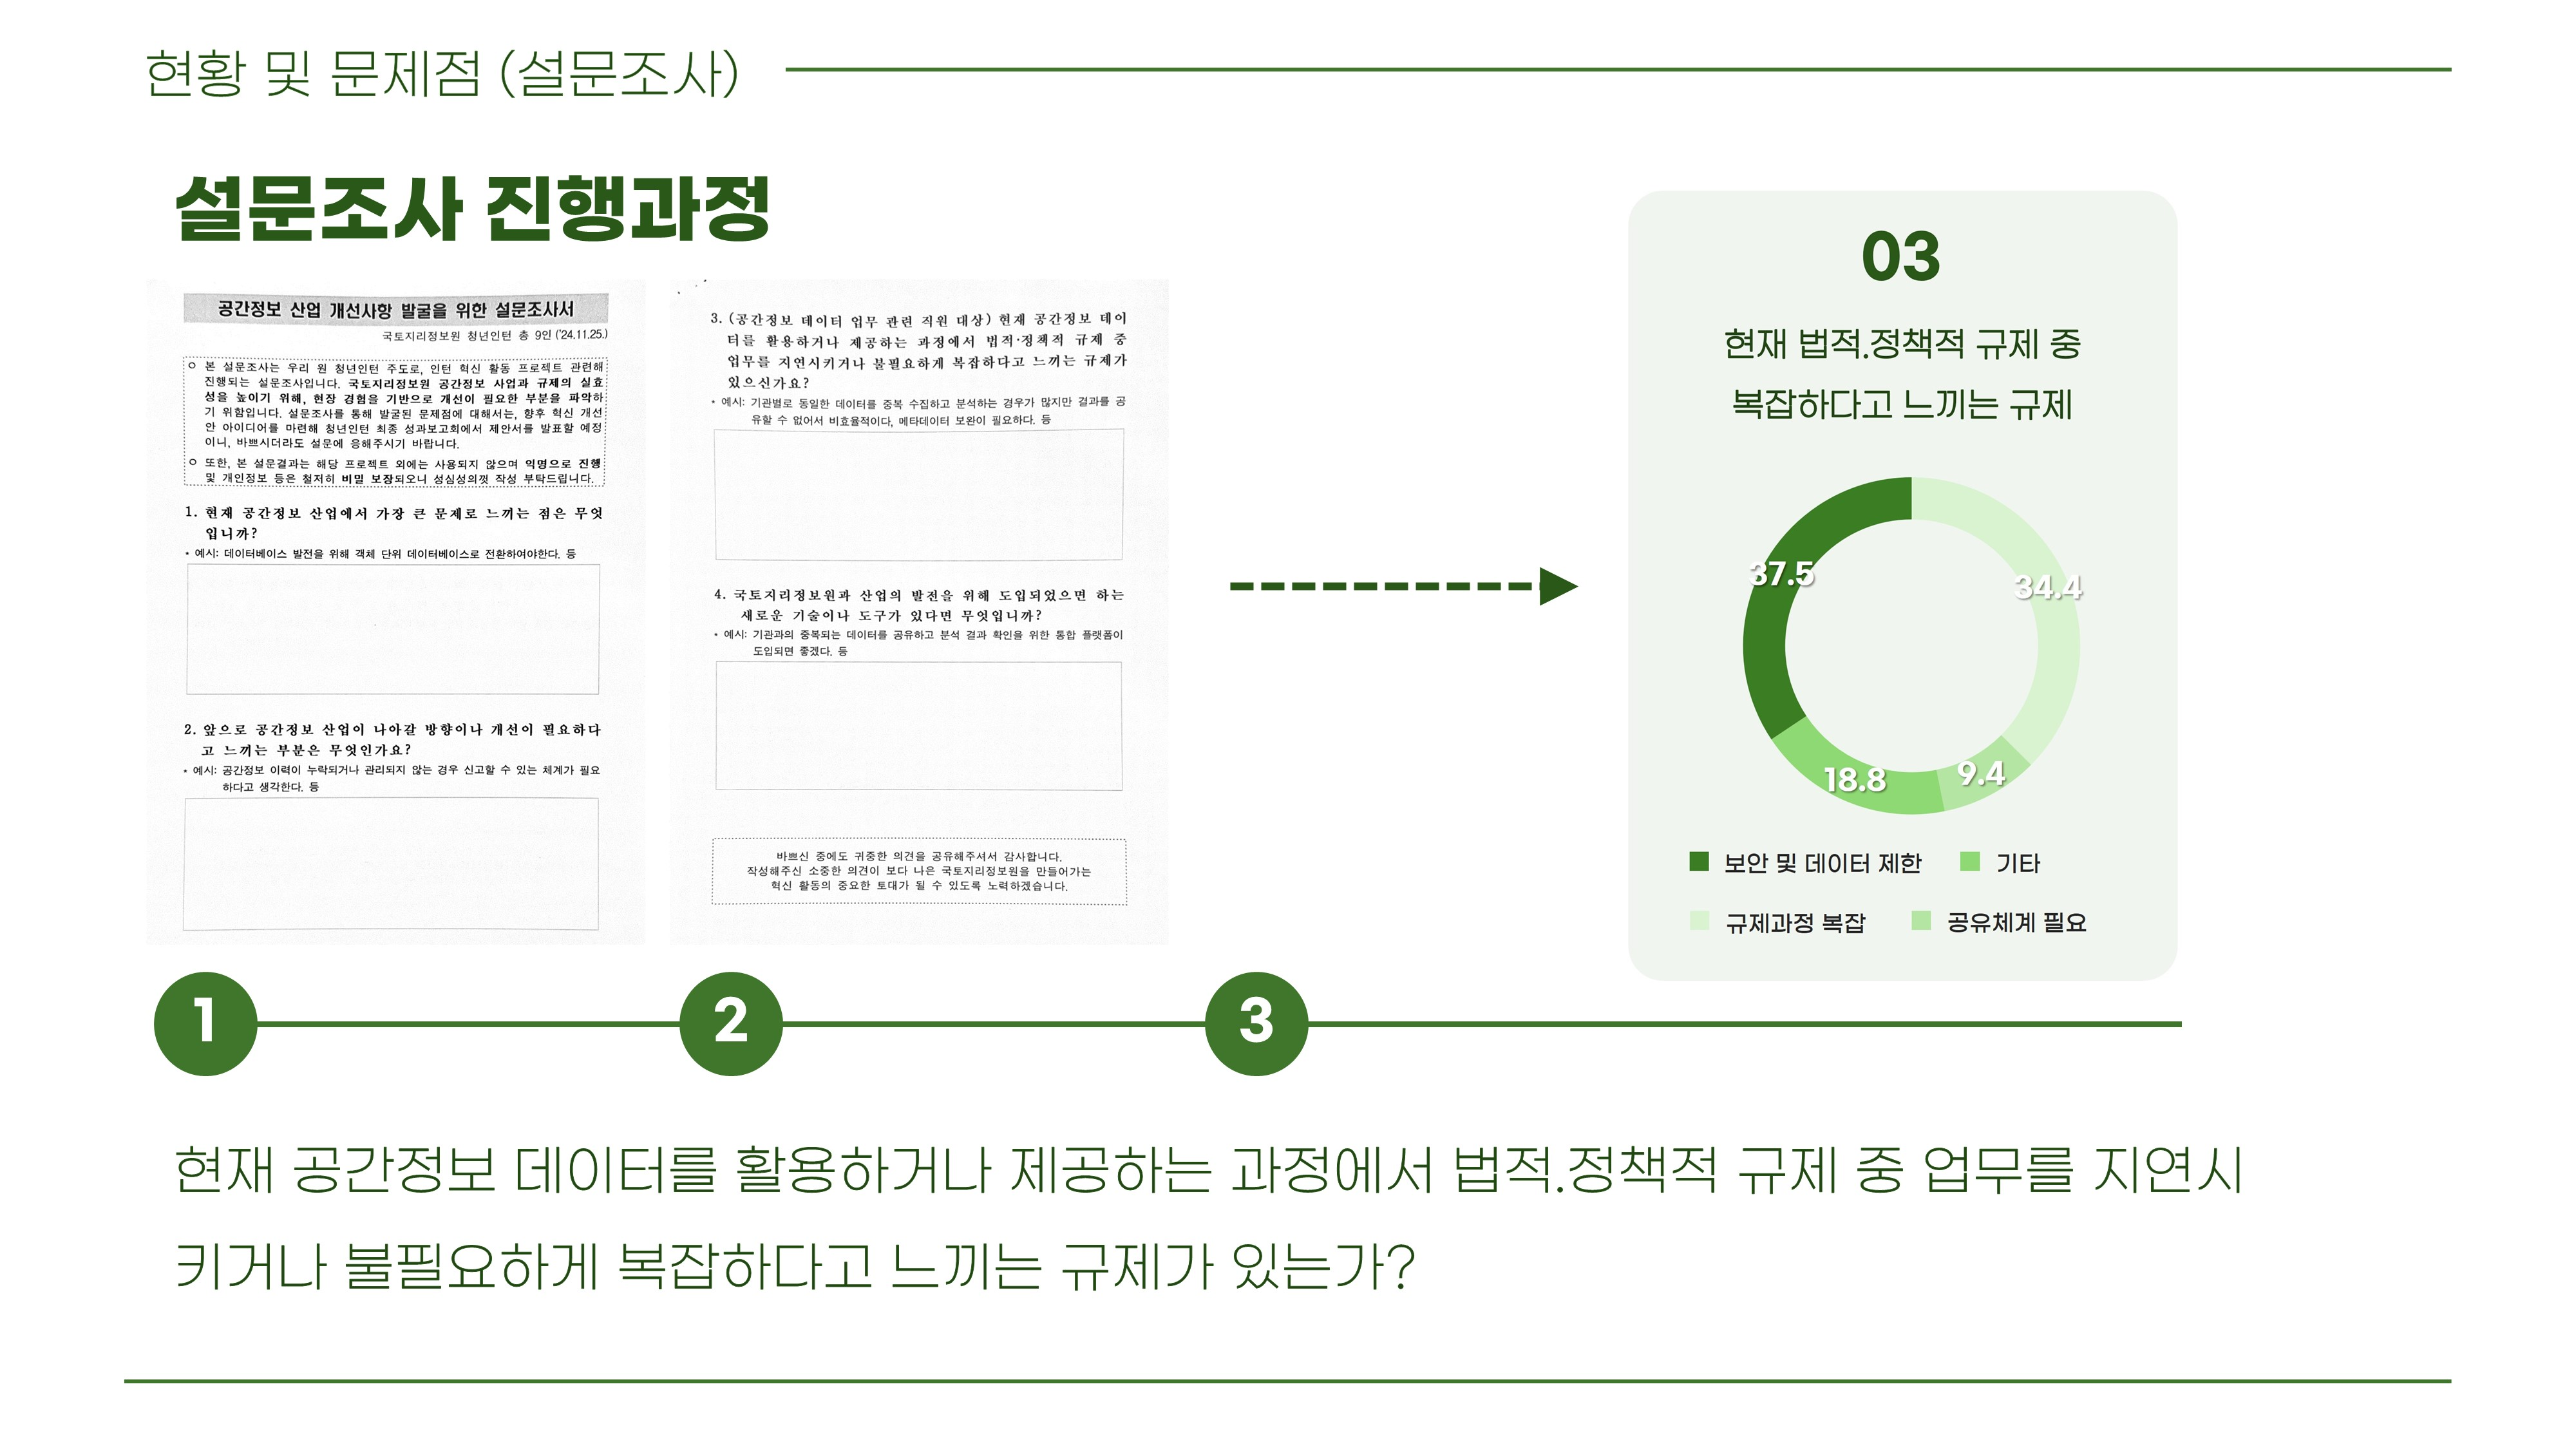 현황 및 문제점 (설문조사)
설문조사 진행과정
공간정보 산업 개선사항 발굴을 위한 설문조사서
국토지리정보원 청년인턴 총 9인 ('24.11.25.)
○ 본 설문조사는 우리 원 청년인턴 주도로, 인턴 혁신 활동 프로젝트 관련해
진행되는 설문조사입니다. 국토지리정보원 공간정보 사업과 규제의 실효
성을 높이기 위해, 현장 경험을 기반으로 개선이 필요한 부분을 파악하
기 위함입니다. 설문조사를 통해 발굴된 문제점에 대해서는, 향후 혁신 개선
안 아이디어를 마련해 청년인턴 최종 성과보고회에서 제안서를 발표할 예정
이니, 바쁘시더라도 설문에 응해주시기 바랍니다.
○ 또한, 본 설문결과는 해당 프로젝트 외에는 사용되지 않으며 익명으로 진행
및 개인정보 등은 철저히 비밀 보장되오니 성심성의껏 작성 부탁드립니다.
1. 현재 공간정보 산업에서 가장 큰 문제로 느끼는 점은 무엇
입니까?
* 예시: 데이터베이스 발전을 위해 객체 단위 데이터베이스로 전환하여야한다. 등
2. 앞으로 공간정보 산업이 나아갈 방향이나 개선이 필요하다
고 느끼는 부분은 무엇인가요?
* 예시: 공간정보 이력이 누락되거나 관리되지 않는 경우 신고할 수 있는 체계가 필요
하다고 생각한다. 등
3. (공간정보 데이터 업무 관련 직원 대상) 현재 공간정보 데이
터를 활용하거나 제공하는 과정에서 법적·정책적 규제 중
업무를 지연시키거나 불필요하게 복잡하다고 느끼는 규제가
있으신가요?
* 예시: 기관별로 동일한 데이터를 중복 수집하고 분석하는 경우가 많지만 결과를 공
유할 수 없어서 비효율적이다, 메타데이터 보완이 필요하다. 등
4. 국토지리정보원과 산업의 발전을 위해 도입되었으면 하는
새로운 기술이나 도구가 있다면 무엇입니까?
* 예시: 기관과의 중복되는 데이터를 공유하고 분석 결과 확인을 위한 통합 플랫폼이
도입되면 좋겠다. 등
바쁘신 중에도 귀중한 의견을 공유해주셔서 감사합니다.
작성해주신 소중한 의견이 보다 나은 국토지리정보원을 만들어가는
혁신 활동의 중요한 토대가 될 수 있도록 노력하겠습니다.
03
현재 법적.정책적 규제 중
복잡하다고 느끼는 규제
37.5
34.4
18.8
9.4
보안 및 데이터 제한
기타
규제과정 복잡
공유체계 필요
1
2
3
현재 공간정보 데이터를 활용하거나 제공하는 과정에서 법적.정책적 규제 중 업무를 지연시
키거나 불필요하게 복잡하다고 느끼는 규제가 있는가?